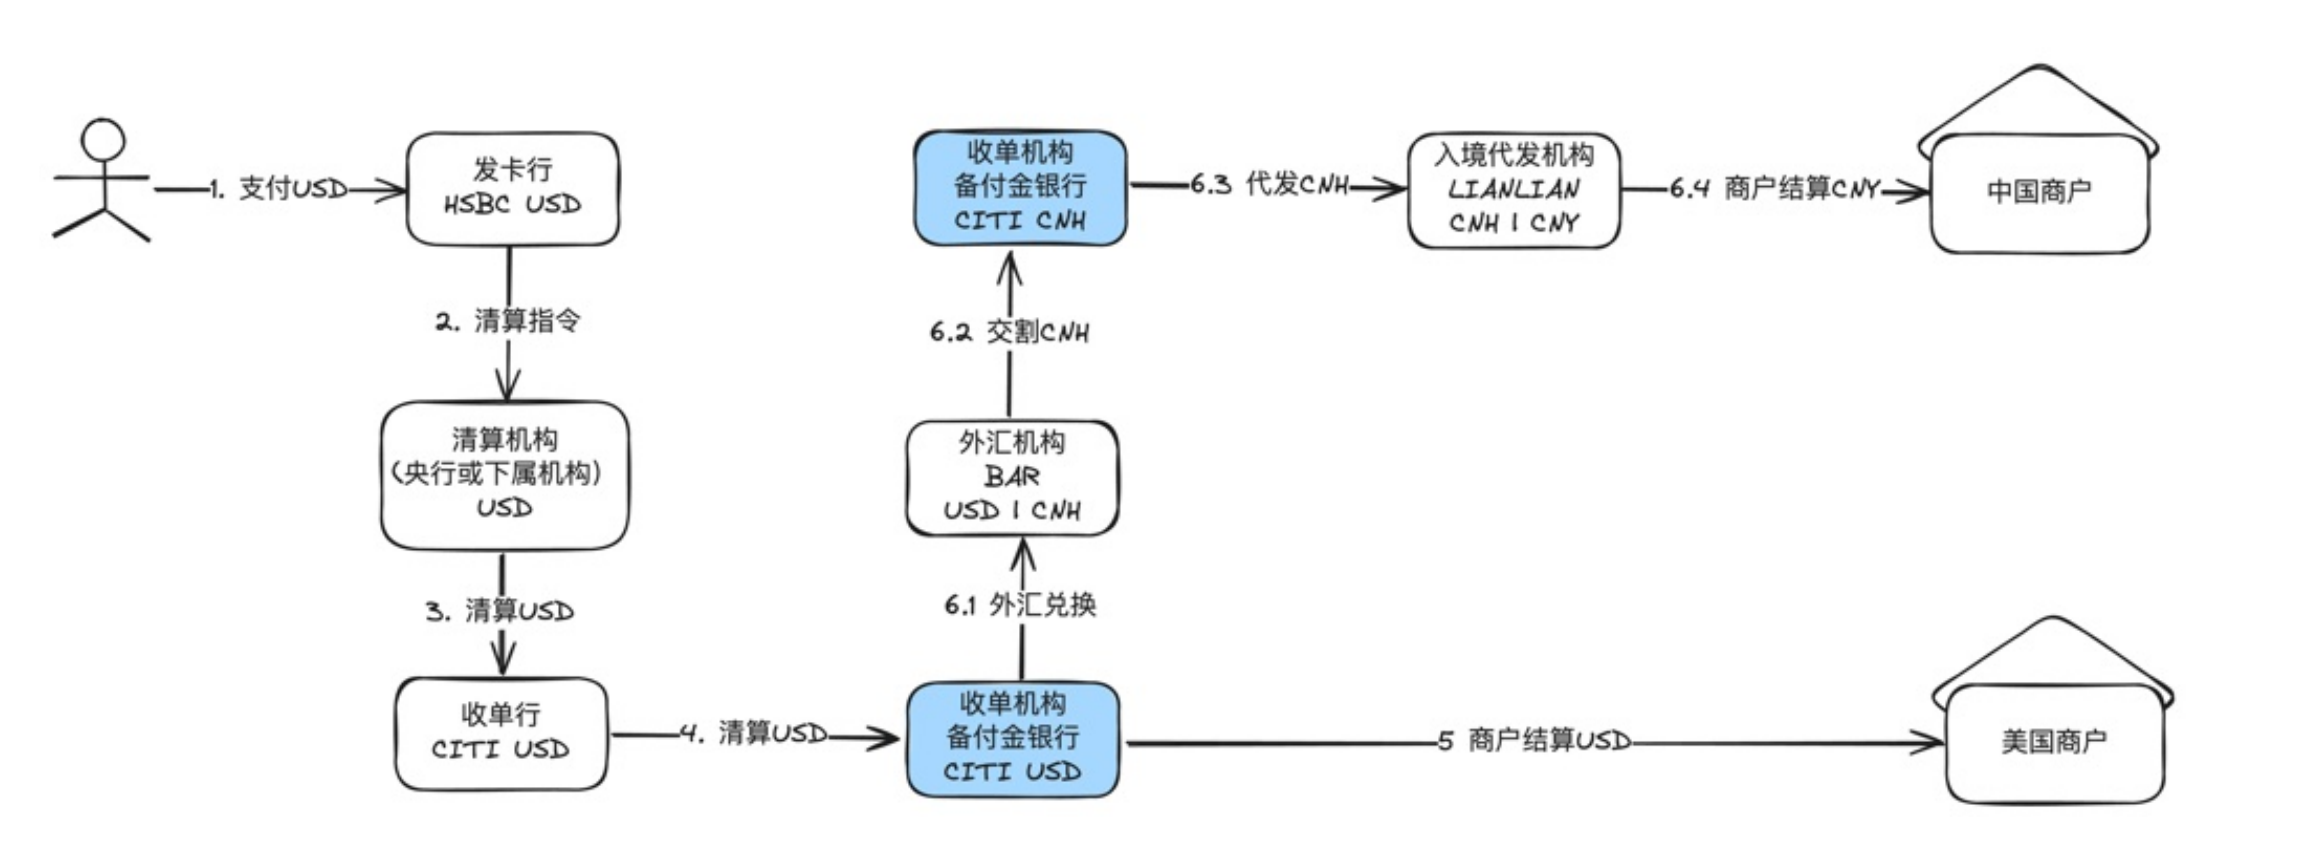 1. 支付USD
发卡行
HSBC USD
2. 清算指令
清算机构
(央行或下属机构)
USD
3. 清算USD
收单行
CITI USD
4. 清算USD
收单机构
备付金银行
CITI USD
5 商户结算USD
美国商户
6.1 外汇兑换
外汇机构
BAR
USD | CNH
6.2 交割CNH
收单机构
备付金银行
CITI CNH
6.3 代发CNH
入境代发机构
LIANLIAN
CNH | CNY
6.4 商户结算CNY
中国商户